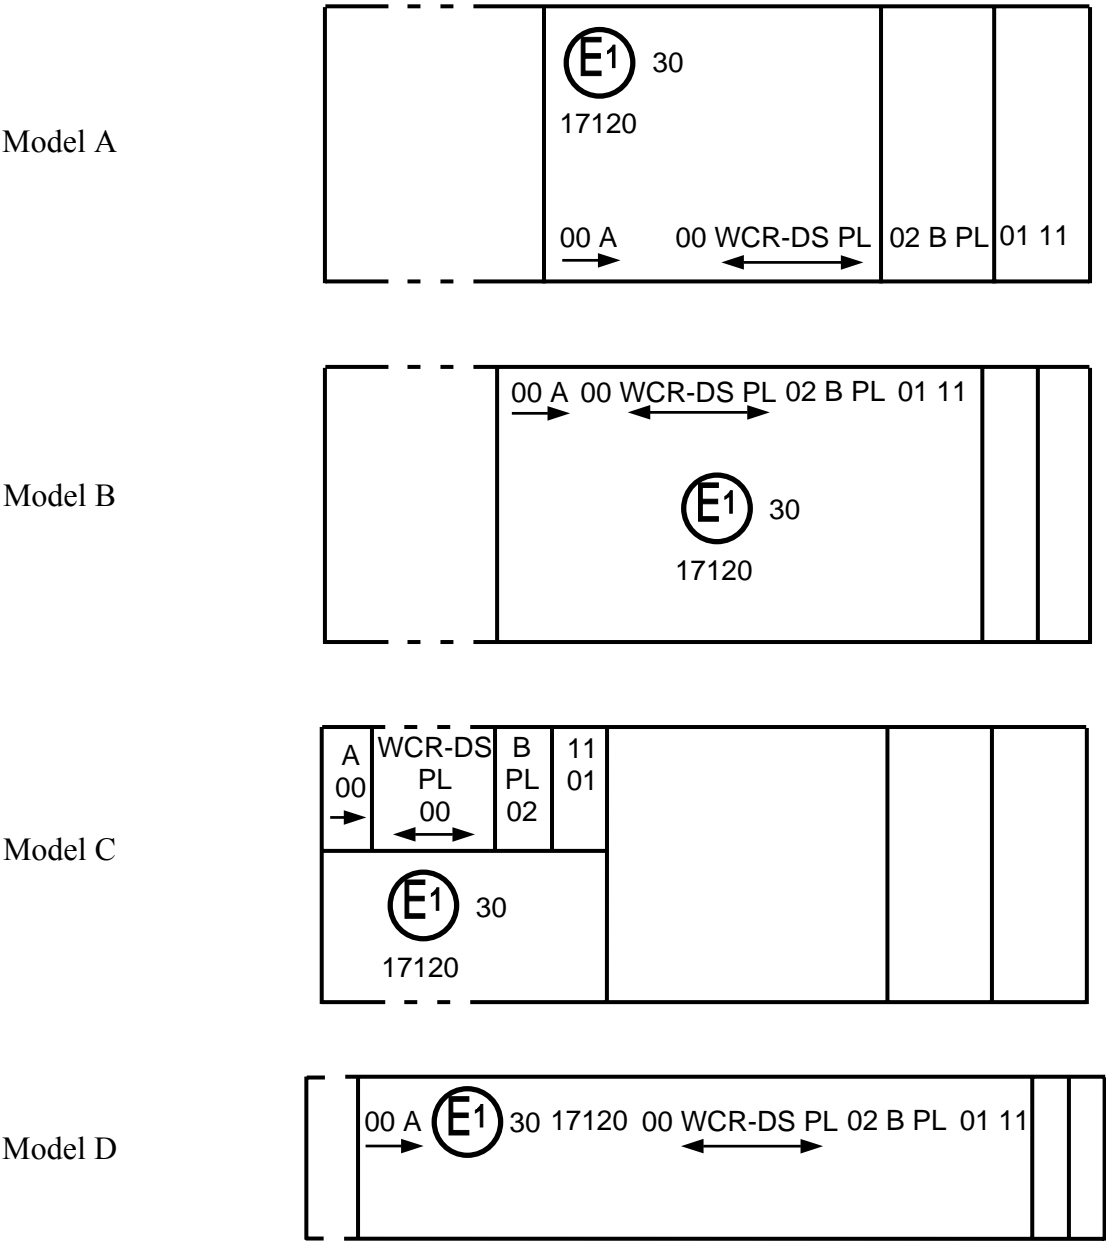 Model A
E1 30
17120
00 A 00 WCR-DS PL 02 B PL 01 11
Model B
00 A 00 WCR-DS PL 02 B PL 01 11
E1 30
17120
Model C
A
00
WCR-DS
PL
00
B
PL
02
11
01
E1 30
17120
Model D
00 A E1 30 17120 00 WCR-DS PL 02 B PL 01 11